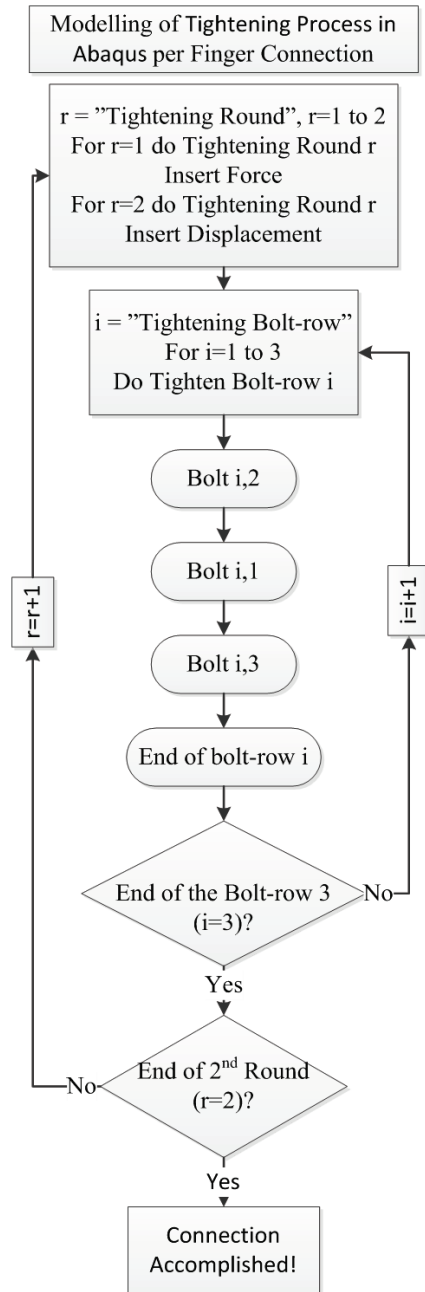 Modelling of Tightening Process in
Abaqus per Finger Connection
r = ”Tightening Round”, r=1 to 2
For r=1 do Tightening Round r
Insert Force
For r=2 do Tightening Round r
Insert Displacement
i = ”Tightening Bolt-row”
For i=1 to 3
Do Tighten Bolt-row i
Bolt i,2
Bolt i,1
r=r+1
i=i+1
Bolt i,3
End of bolt-row i
End of the Bolt-row 3
(i=3)?
No
Yes
End of 2nd Round
(r=2)?
No
Yes
Connection
Accomplished!